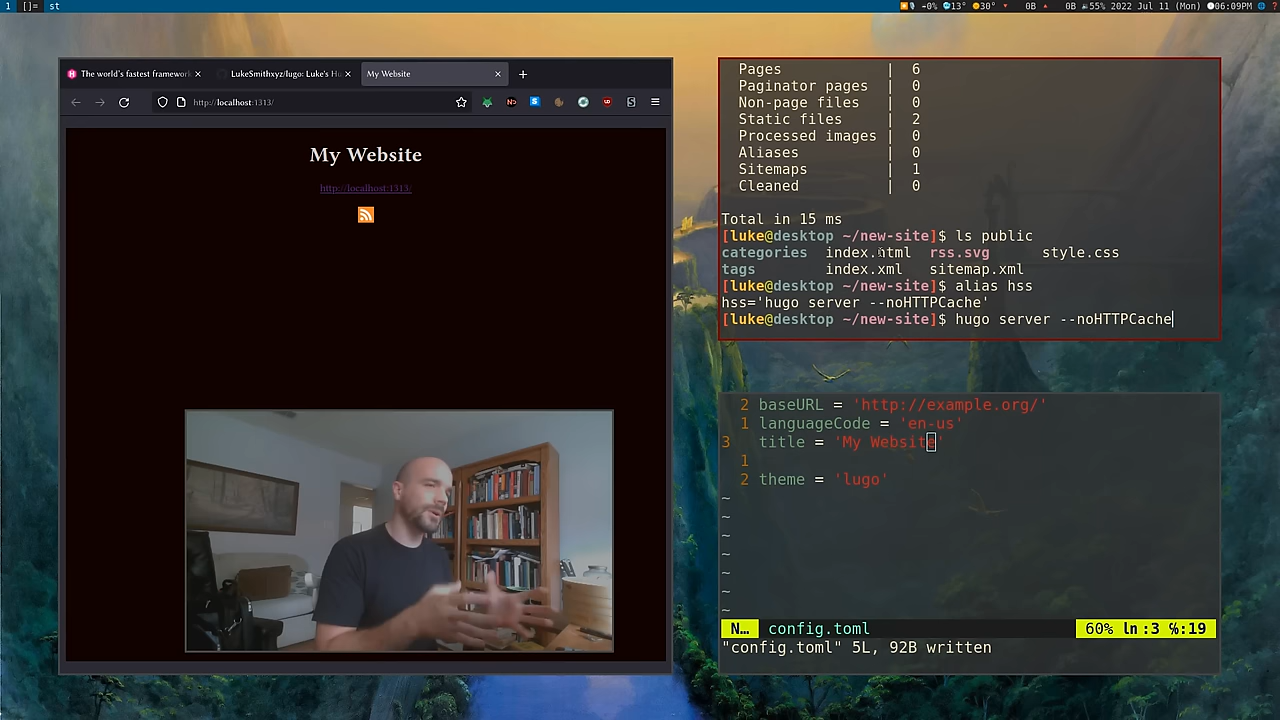 1 []= st
+0% 13° 30° 0B 0B 55% 2022 Jul 11 (Mon) 06:09PM
The world's fastest framework
LukeSmithxyz/lugo: Luke's Hu
My Website
http://localhost:1313/
My Website
http://localhost:1313/
Pages | 6
Paginator pages | 0
Non-page files | 0
Static files | 2
Processed images | 0
Aliases | 0
Sitemaps | 1
Cleaned | 0
Total in 15 ms
[luke@desktop ~/new-site]$ ls public
categories index.html rss.svg style.css
tags index.xml sitemap.xml
[luke@desktop ~/new-site]$ alias hss
hss='hugo server --noHTTPCache'
[luke@desktop ~/new-site]$ hugo server --noHTTPCache
2 baseURL = 'http://example.org/'
1 languageCode = 'en-us'
3 title = 'My Website'
1
2 theme = 'lugo'
~
~
~
~
~
~
~
N… config.toml 60% ln:3 ℅:19
"config.toml" 5L, 92B written